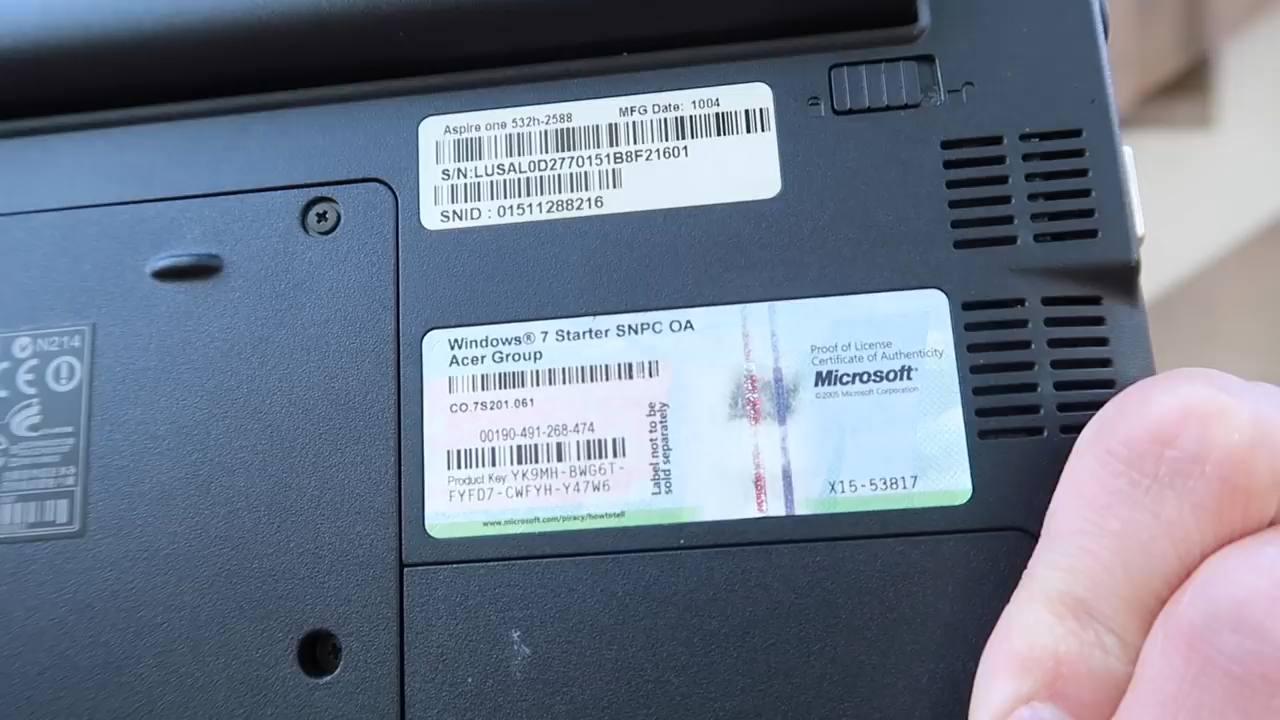 Aspire one 532h-2588 MFG Date: 1004
S/N:LUSAL0D2770151B8F21601
SNID : 01511288216
N214
Windows® 7 Starter SNPC OA
Acer Group
CO.7S201.061
00190-491-268-474
Product Key: YK9MH-BWG6T-
FYFD7-CWFYH-Y47W6
www.microsoft.com/piracy/howtotell
Label not to be
sold separately
Proof of License
Certificate of Authenticity
Microsoft®
©2005 Microsoft Corporation
X15-53817